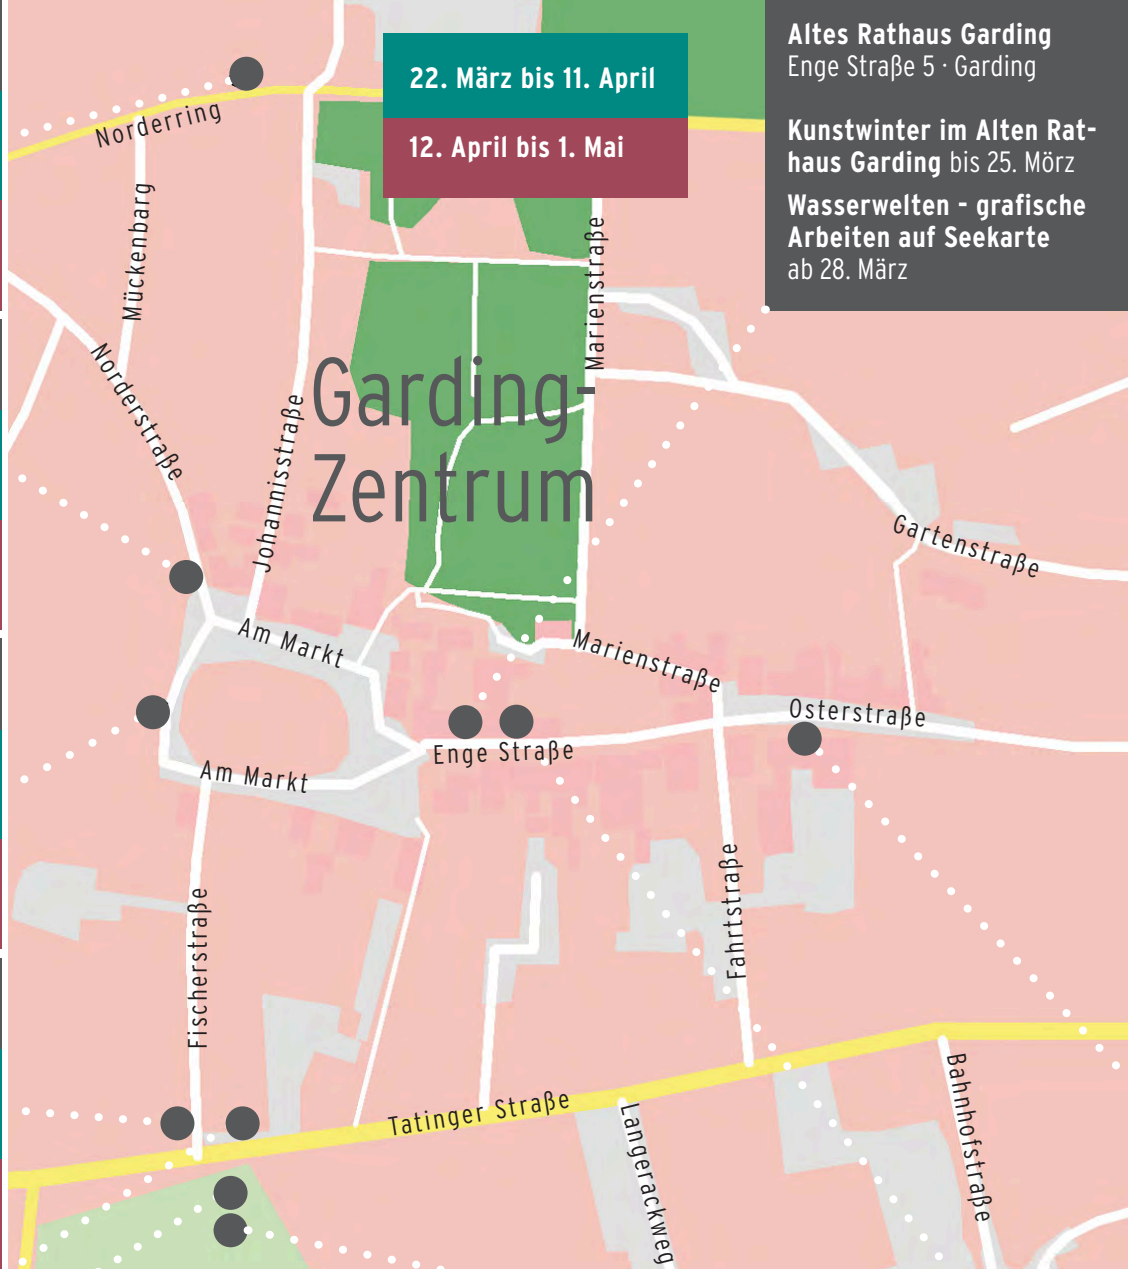 Altes Rathaus Garding
Enge Straße 5 · Garding
Kunstwinter im Alten Rat-
haus Garding bis 25. Mörz
Wasserwelten - grafische
Arbeiten auf Seekarte
ab 28. März
22. März bis 11. April
12. April bis 1. Mai
Norderring
Mückenbarg
Marienstraße
Norderstraße
Johannisstraße
Garding-
Zentrum
Gartenstraße
Am Markt
Marienstraße
Osterstraße
Enge Straße
Am Markt
Fahrtstraße
Fischerstraße
Tatinger Straße
Langerackweg
Bahnhofstraße